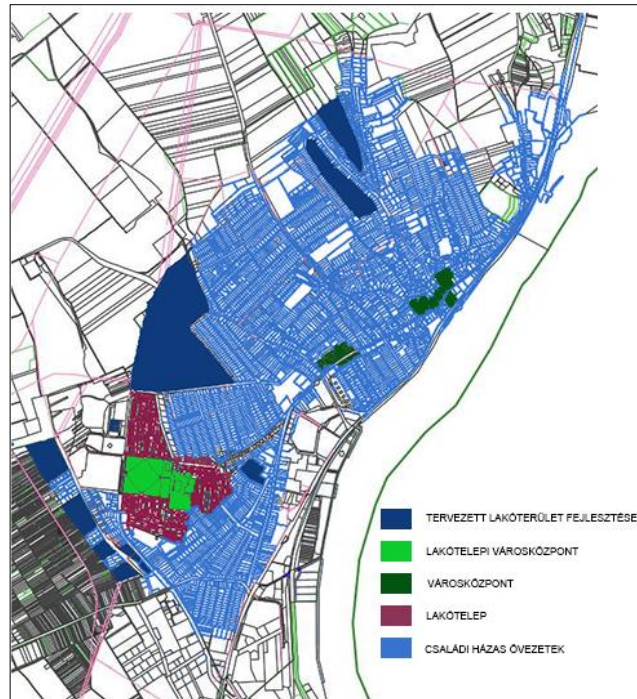 TERVEZETT LAKÓTERÜLET FEJLESZTÉSE
LAKÓTELEPI VÁROSKÖZPONT
VÁROSKÖZPONT
LAKÓTELEP
CSALÁDI HÁZAS ÖVEZETEK